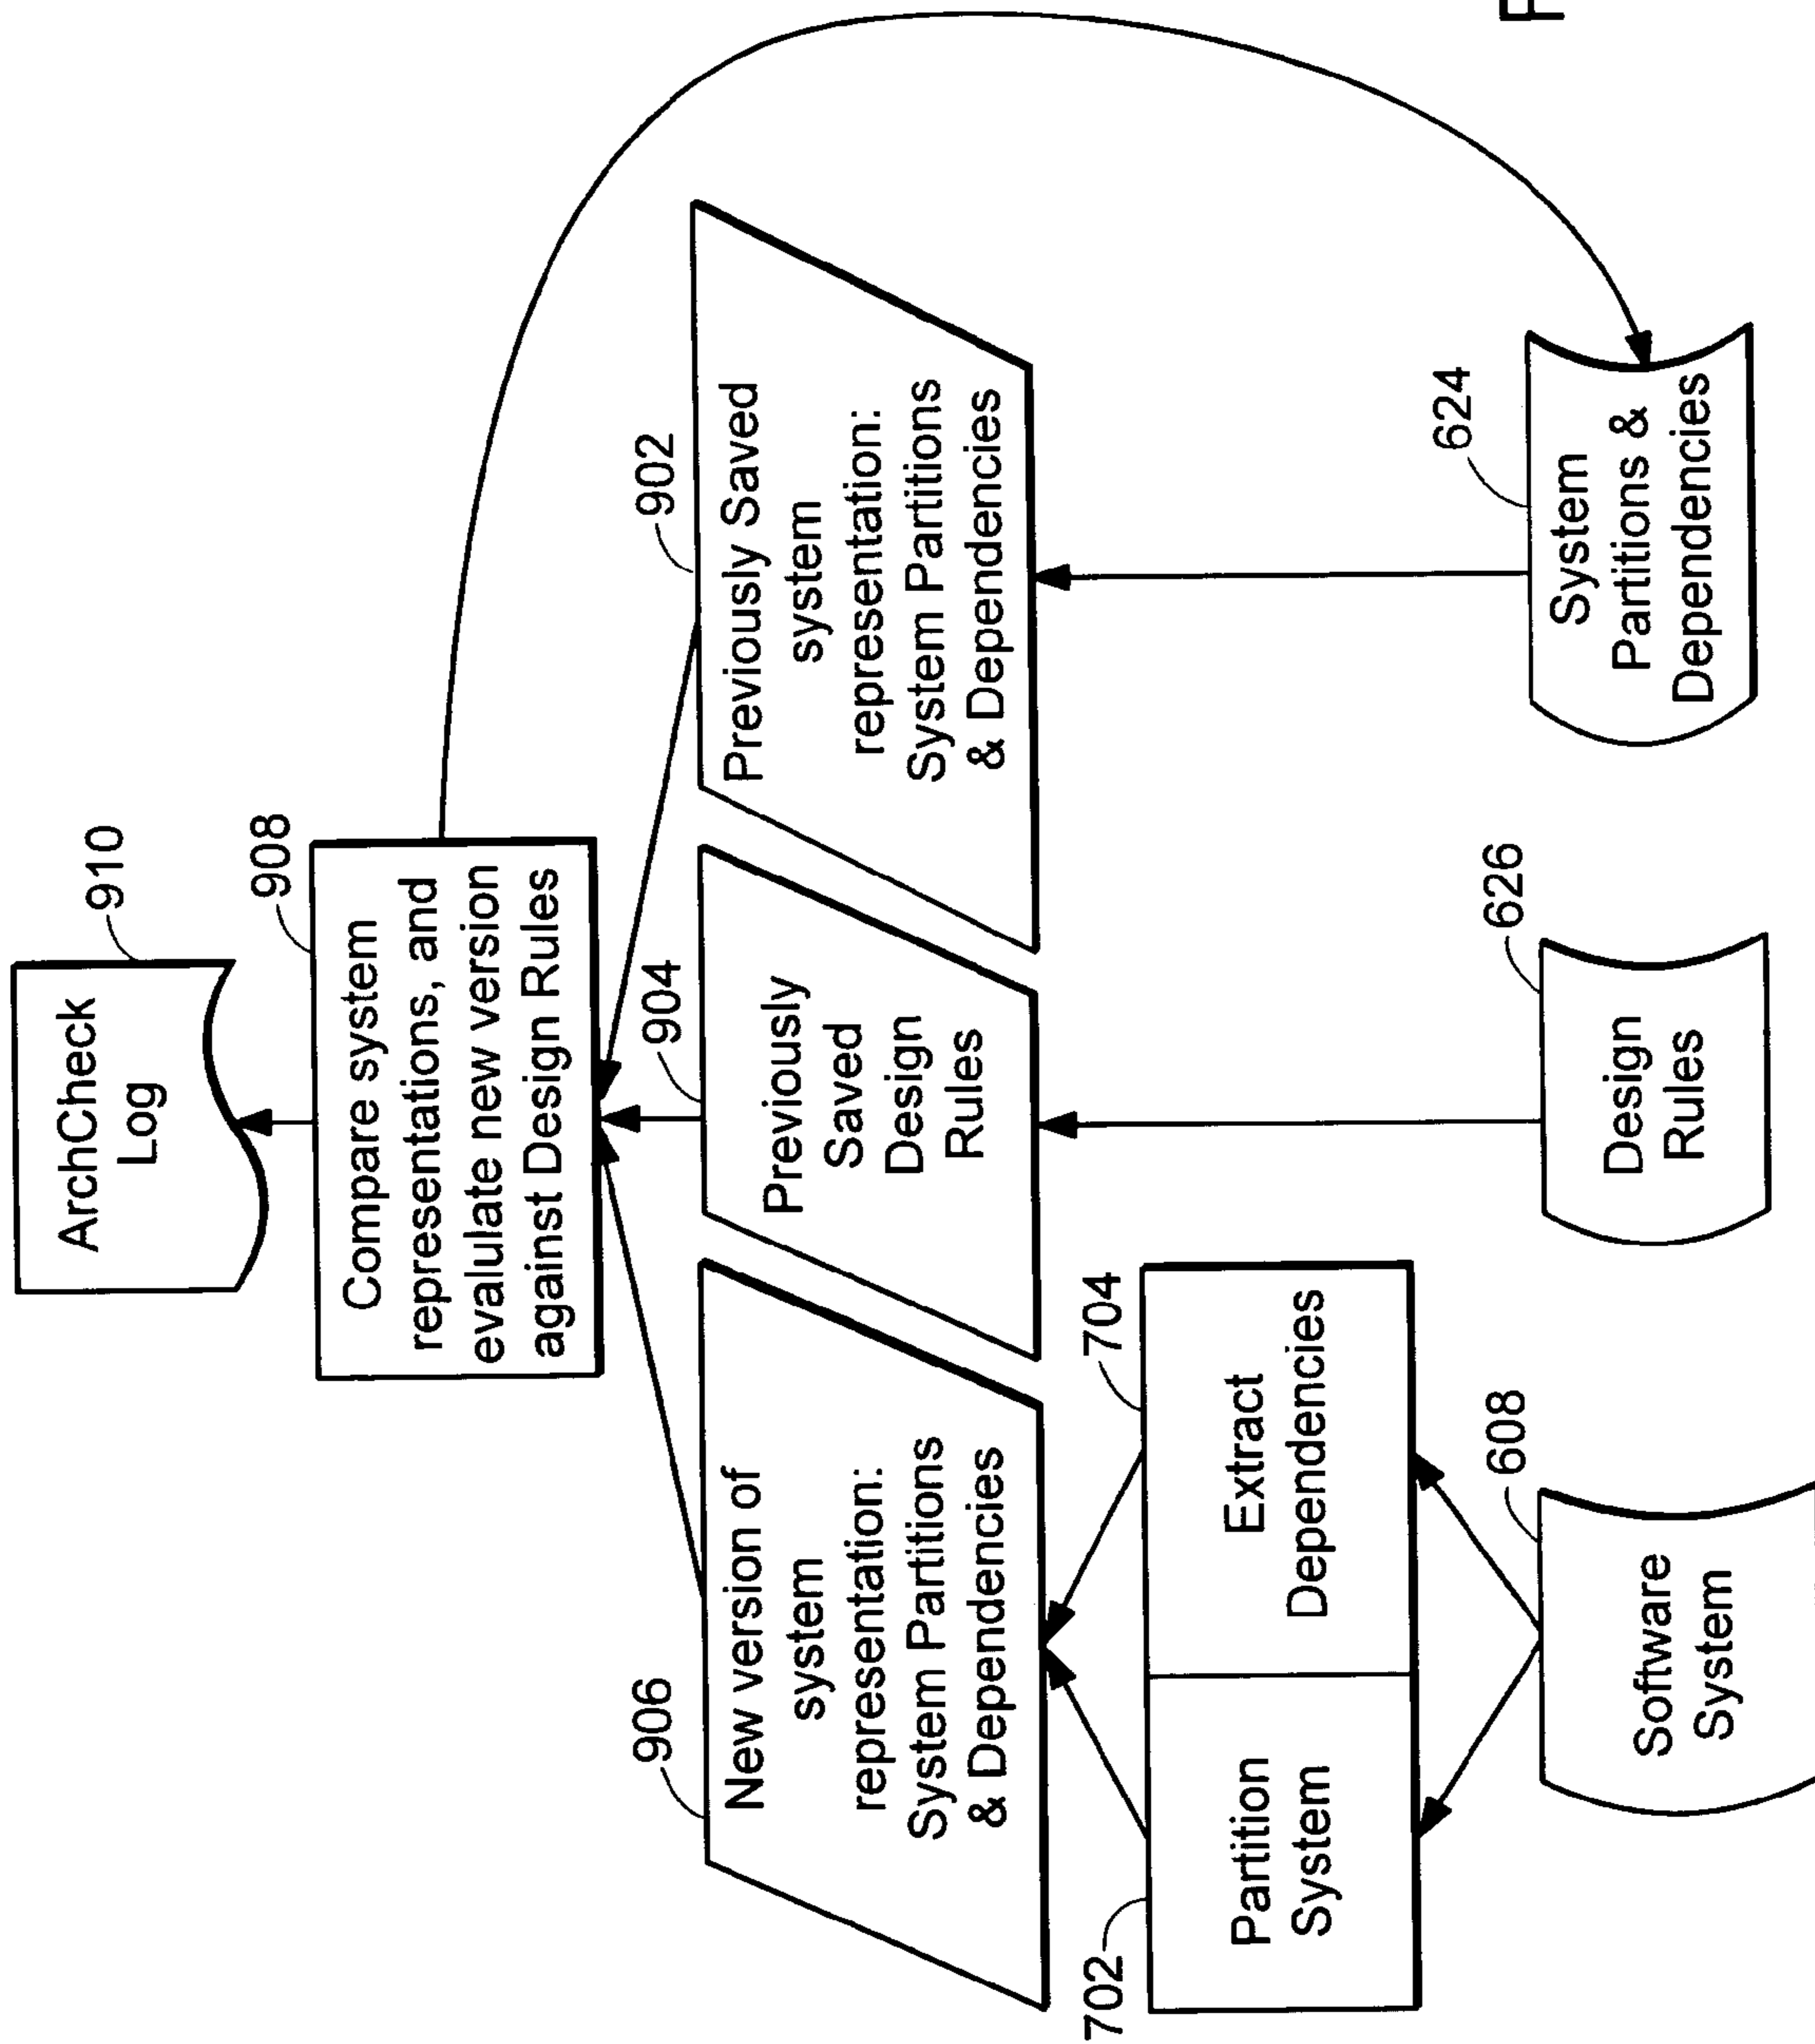 ArchCheck
Log
910
908
Compare system
representations, and
evalulate new version
against Design Rules
906
New version of
system
representation:
System Partitions
& Dependencies
904
Previously
Saved
Design
Rules
902
Previously Saved
system
representation:
System Partitions
& Dependencies
702
Partition
System
704
Extract
Dependencies
608
Software
System
626
Design
Rules
624
System
Partitions &
Dependencies